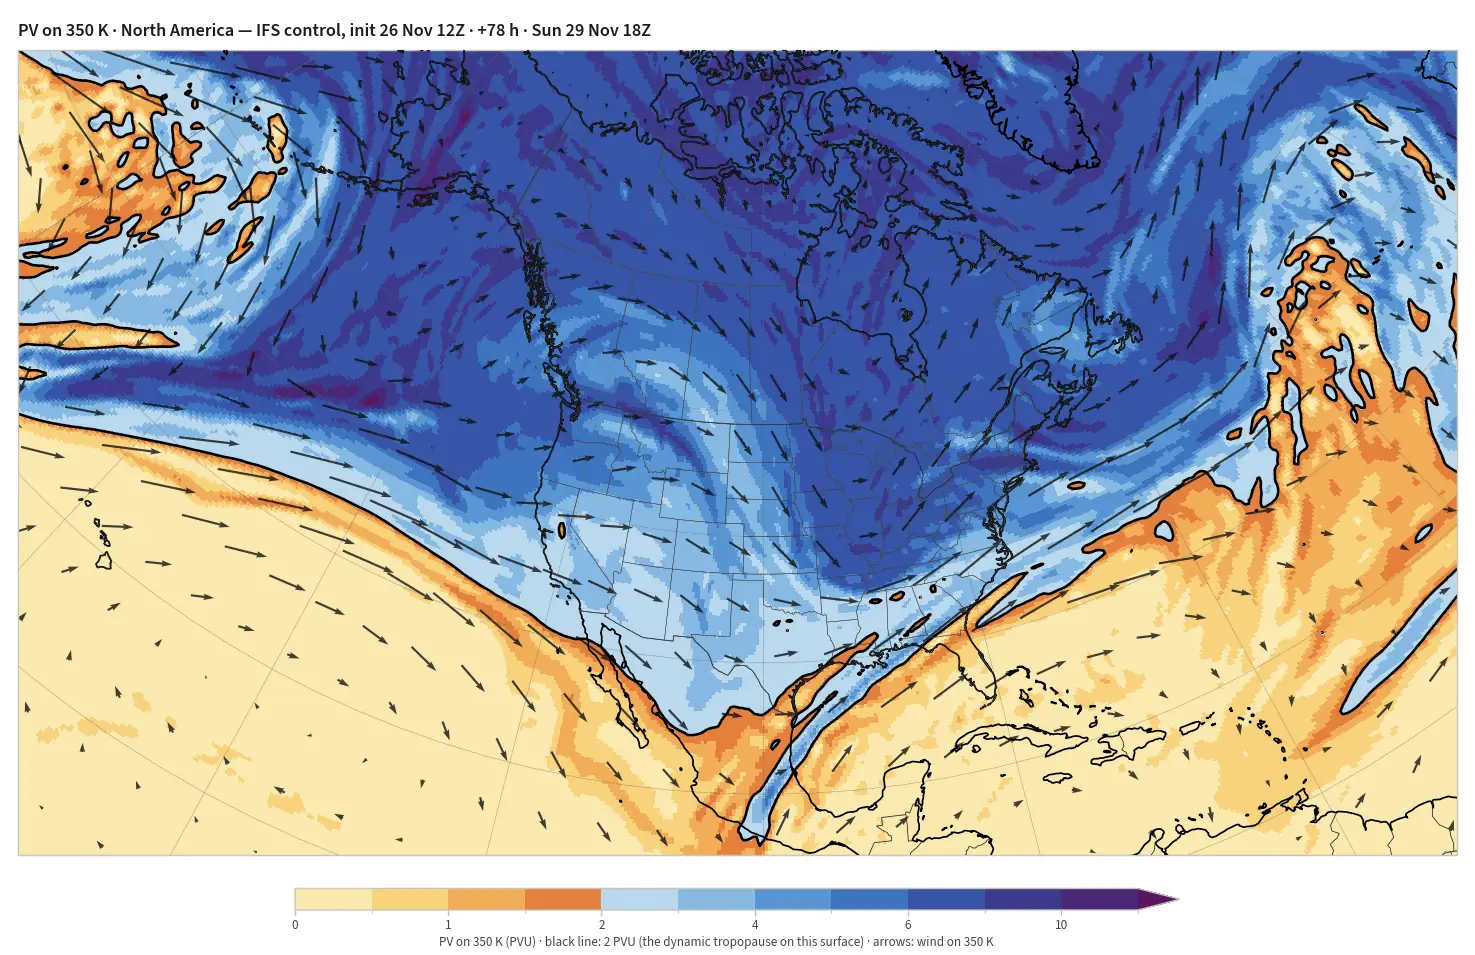 PV on 350 K · North America — IFS control, init 26 Nov 12Z · +78 h · Sun 29 Nov 18Z
0 1 2 4 6 10
PV on 350 K (PVU) · black line: 2 PVU (the dynamic tropopause on this surface) · arrows: wind on 350 K